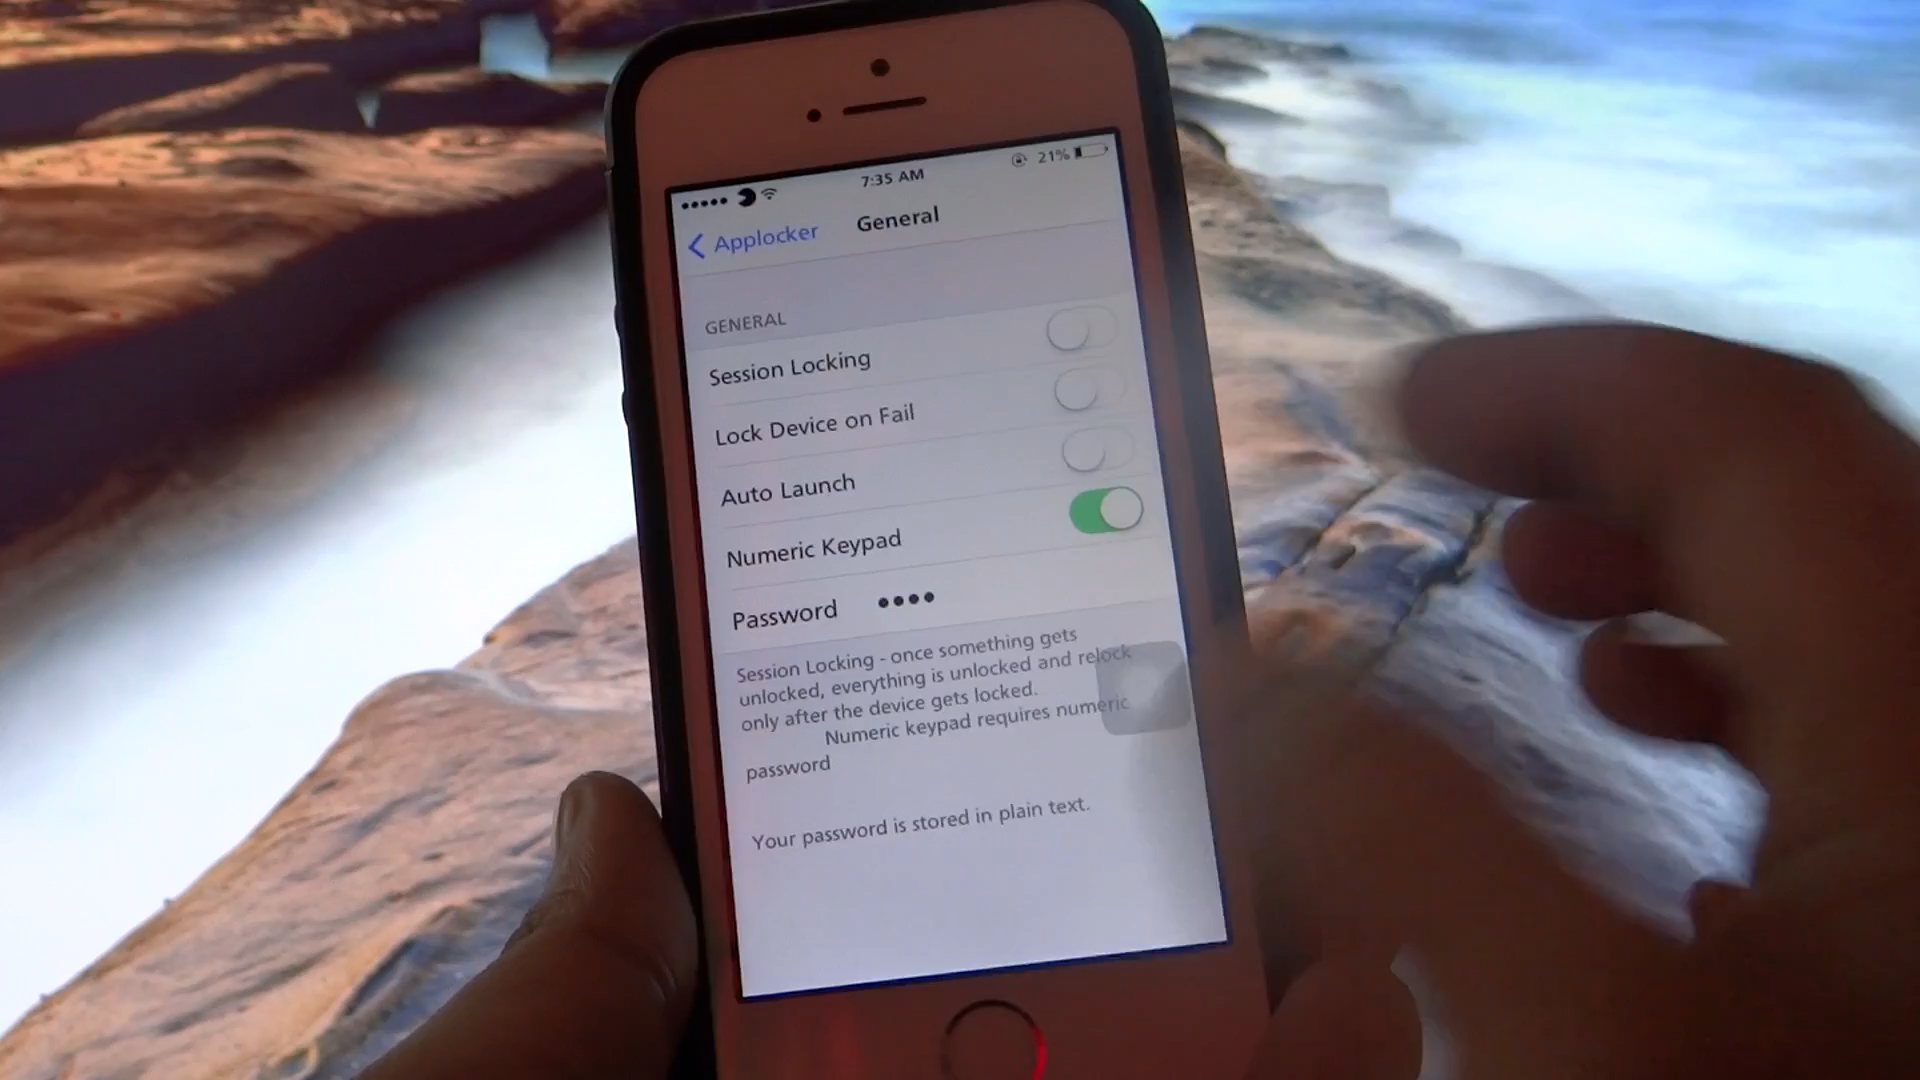 7:35 AM
21%
Applocker
General
GENERAL
Session Locking
Lock Device on Fail
Auto Launch
Numeric Keypad
Password ••••
Session Locking - once something gets
unlocked, everything is unlocked and relock
only after the device gets locked.
Numeric keypad requires numeric
password
Your password is stored in plain text.